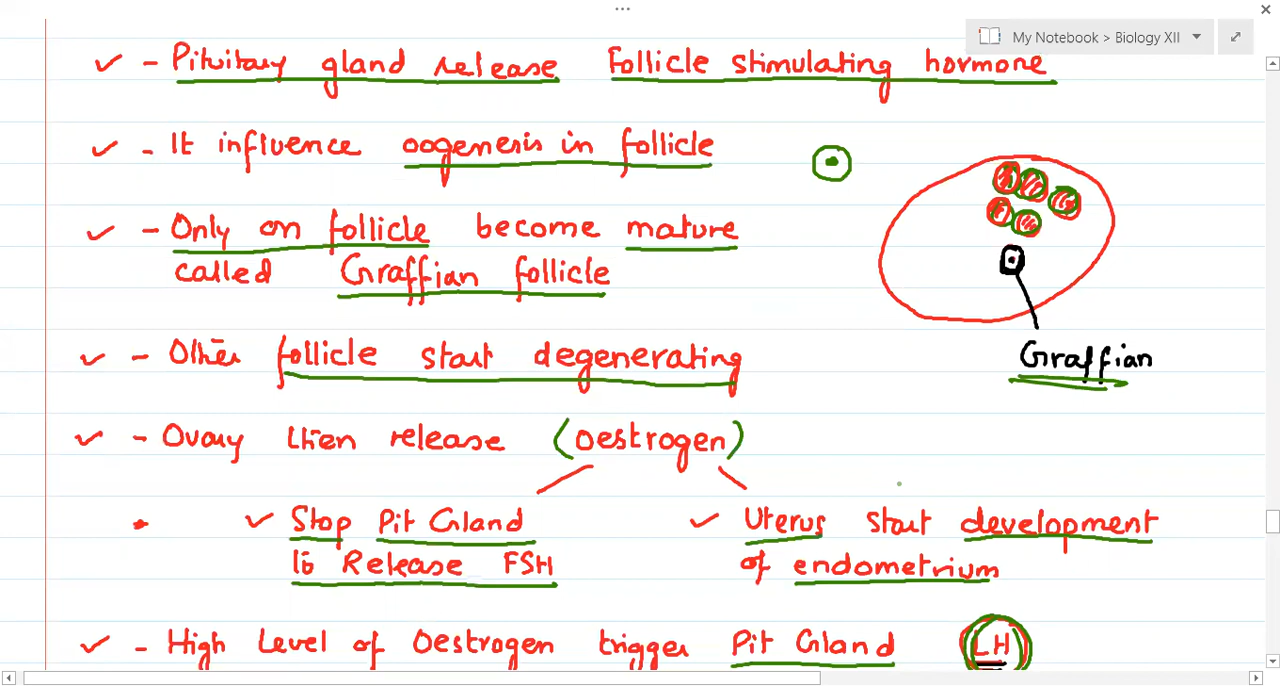 ...
My Notebook > Biology XII
- Pituitary gland release Follicle stimulating hormone
- It influence oogenesis in follicle
- Only on follicle become mature
called Graffian follicle
Graffian
- Other follicle start degenerating
- Ovary then release (Oestrogen)
Stop Pit Gland
to Release FSH
Uterus start development
of endometrium
- High Level of Oestrogen trigger Pit Gland LH